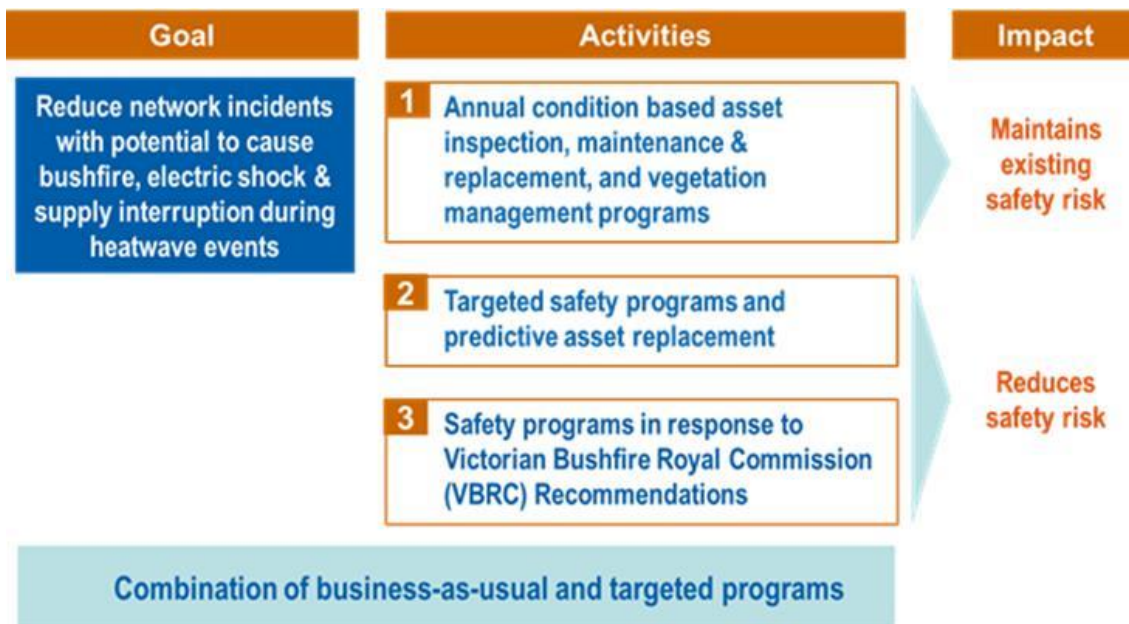 Goal
Activities
Impact
Reduce network incidents
with potential to cause
bushfire, electric shock &
supply interruption during
heatwave events
1
Annual condition based asset
inspection, maintenance &
replacement, and vegetation
management programs
Maintains
existing
safety risk
2
Targeted safety programs and
predictive asset replacement
3
Safety programs in response to
Victorian Bushfire Royal Commission
(VBRC) Recommendations
Reduces
safety risk
Combination of business-as-usual and targeted programs